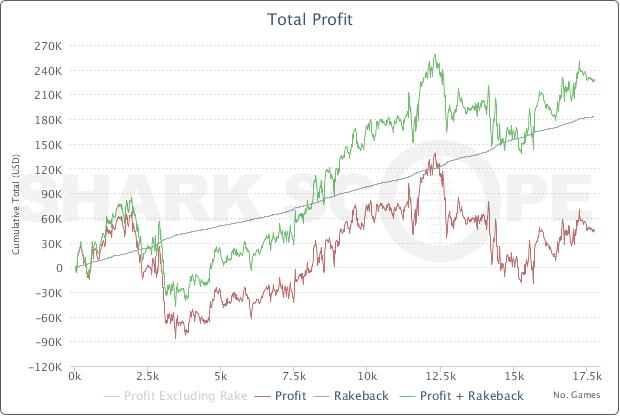 Total Profit
270K
240K
210K
180K
150K
120K
90K
60K
30K
0
-30K
-60K
-90K
-120K
Cumulative Total (USD)
SHARK SCOPE
0k 2.5k 5k 7.5k 10k 12.5k 15k 17.5k
Profit Excluding Rake Profit Rakeback Profit + Rakeback No. Games